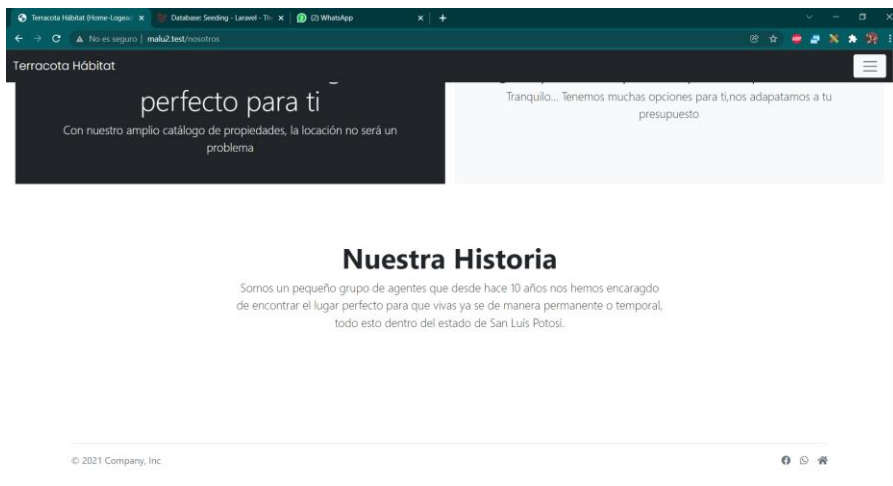 Terracota Hábitat (Home-Logead
Database: Seeding - Laravel - Th
(2) WhatsApp
No es seguro | malu2.test/nosotros
Terracota Hábitat
perfecto para ti
Con nuestro amplio catálogo de propiedades, la locación no será un
problema
Tranquilo... Tenemos muchas opciones para ti,nos adapatamos a tu
presupuesto
Nuestra Historia
Somos un pequeño grupo de agentes que desde hace 10 años nos hemos encaragdo
de encontrar el lugar perfecto para que vivas ya se de manera permanente o temporal,
todo esto dentro del estado de San Luis Potosí.
© 2021 Company, Inc